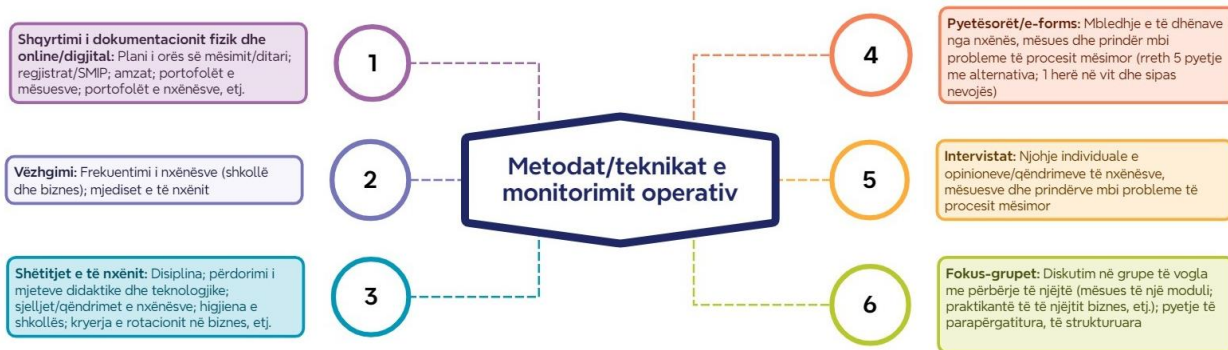 Shqyrtimi i dokumentacionit fizik dhe
online/digjital: Plani i orës së mësimit/ditari;
regjistrat/SMIP; amzat; portofolët e
mësuesve; portofolët e nxënësve, etj.
1
Vëzhgimi: Frekuentimi i nxënësve (shkollë
dhe biznes); mjediset e të nxënit
2
Shëtitjet e të nxënit: Disiplina; përdorimi i
mjeteve didaktike dhe teknologjike;
sjelljet/qëndrimet e nxënësve; higjiena e
shkollës; kryerja e rotacionit në biznes, etj.
3
Metodat/teknikat e
monitorimit operativ
4
Pyetësorët/e-forms: Mbledhje e të dhënave
nga nxënës, mësues dhe prindër mbi
probleme të procesit mësimor (rreth 5 pyetje
me alternativa; 1 herë në vit dhe sipas
nevojës)
5
Intervistat: Njohje individuale e
opinioneve/qëndrimeve të nxënësve,
mësuesve dhe prindërve mbi probleme të
procesit mësimor
6
Fokus-grupet: Diskutim në grupe të vogla
me përbërje të njëjtë (mësues të një moduli;
praktikantë të të njëjtit biznes, etj.); pyetje të
parapërgatitura, të strukturuara